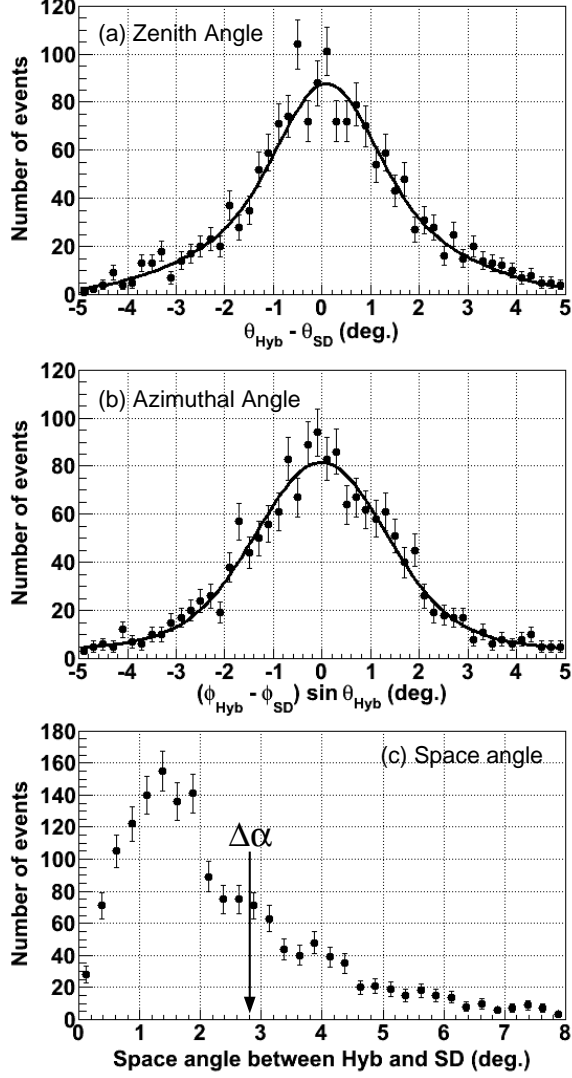 120
(a) Zenith Angle
100
80
60
40
20
0
Number of events
-5 -4 -3 -2 -1 0 1 2 3 4 5
θHyb - θSD (deg.)
120
(b) Azimuthal Angle
100
80
60
40
20
0
Number of events
-5 -4 -3 -2 -1 0 1 2 3 4 5
(ϕHyb - ϕSD) sin θHyb (deg.)
180
(c) Space angle
160
140
120
Δα
100
80
60
40
20
0
Number of events
0 1 2 3 4 5 6 7 8
Space angle between Hyb and SD (deg.)